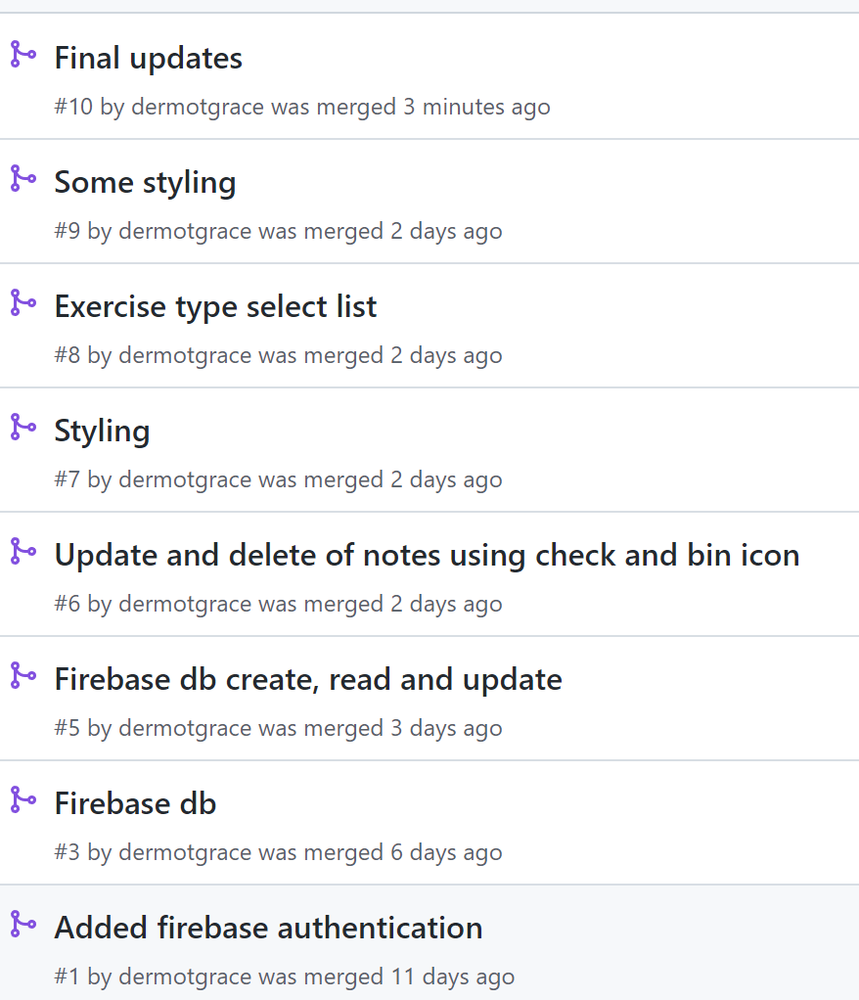 Final updates
#10 by dermotgrace was merged 3 minutes ago
Some styling
#9 by dermotgrace was merged 2 days ago
Exercise type select list
#8 by dermotgrace was merged 2 days ago
Styling
#7 by dermotgrace was merged 2 days ago
Update and delete of notes using check and bin icon
#6 by dermotgrace was merged 2 days ago
Firebase db create, read and update
#5 by dermotgrace was merged 3 days ago
Firebase db
#3 by dermotgrace was merged 6 days ago
Added firebase authentication
#1 by dermotgrace was merged 11 days ago